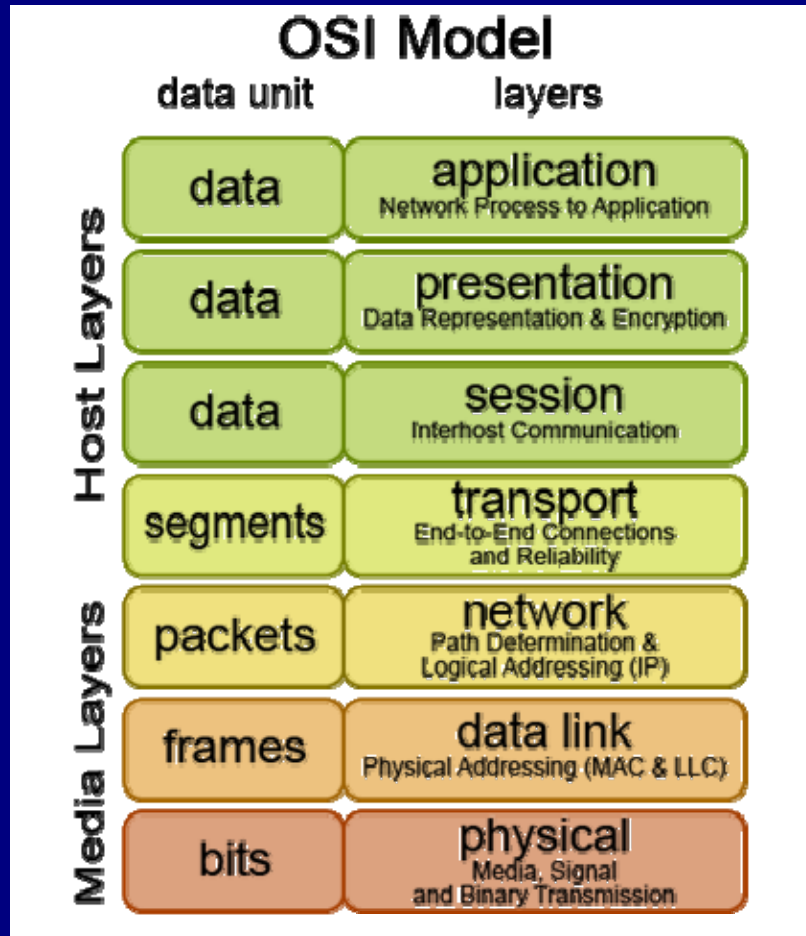 OSI Model
data unit layers
Host Layers
data
application
Network Process to Application
data
presentation
Data Representation & Encryption
data
session
Interhost Communication
segments
transport
End-to-End Connections
and Reliability
Media Layers
packets
network
Path Determination &
Logical Addressing (IP)
frames
data link
Physical Addressing (MAC & LLC)
bits
physical
Media, Signal
and Binary Transmission